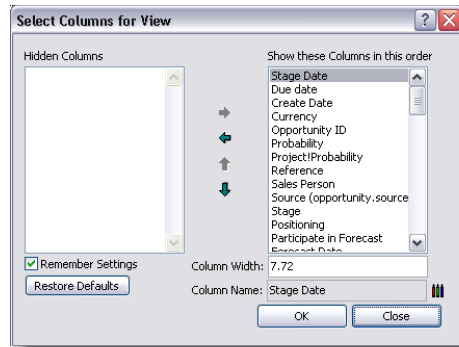 Select Columns for View
Hidden Columns
Show these Columns in this order
Stage Date
Due date
Create Date
Currency
Opportunity ID
Probability
Project!Probability
Reference
Sales Person
Source (opportunity.source
Stage
Positioning
Participate in Forecast
Forecast Date
Remember Settings
Column Width: 7.72
Restore Defaults
Column Name: Stage Date
OK
Close